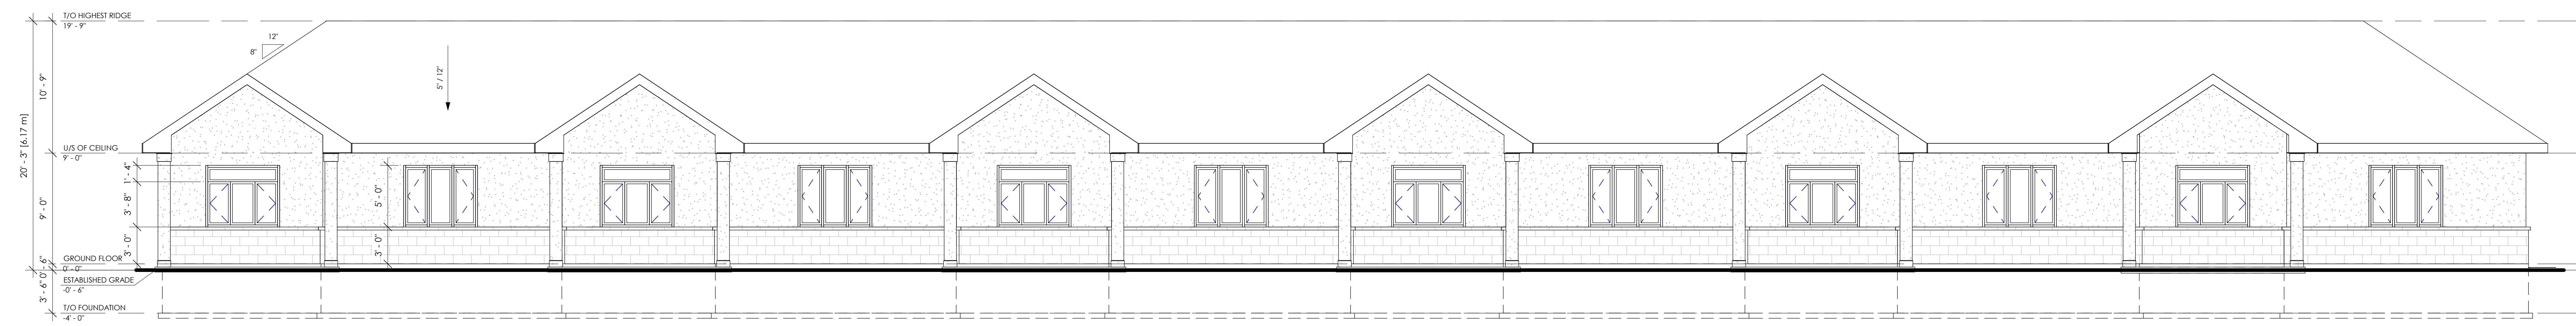 T/O HIGHEST RIDGE
19' - 9"
12"
8"
5" / 12"
10' - 9"
20' - 3" [6.17 m]
U/S OF CEILING
9' - 0"
1' - 4"
3' - 8"
5' - 0"
9' - 0"
3' - 0"
3' - 0"
GROUND FLOOR
0' - 0"
0' - 6"
ESTABLISHED GRADE
-0' - 6"
3' - 6"
T/O FOUNDATION
-4' - 0"